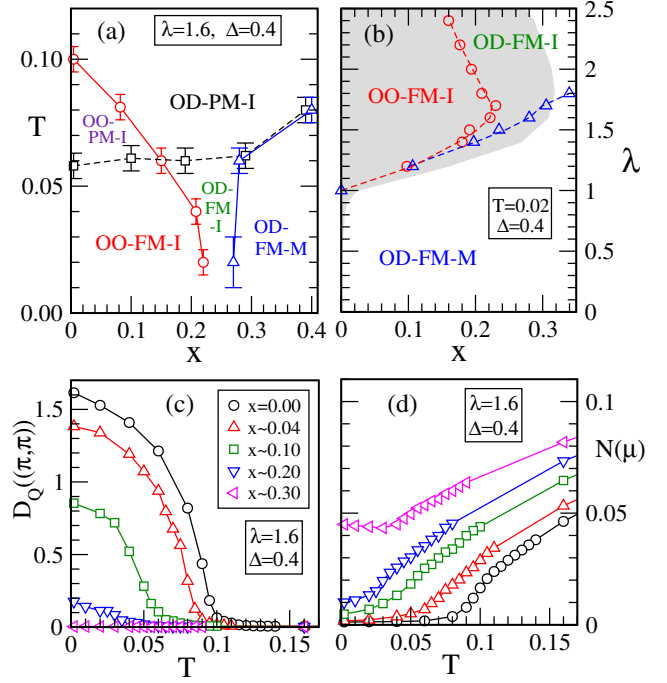 (a)
λ=1.6, Δ=0.4
T
0.10
0.05
0.00
OO-
PM-I
OD-PM-I
OO-FM-I
OD-
FM
-I
OD-
FM-M
0 0.1 0.2 0.3 0.4
x
(b)
OD-FM-I
OO-FM-I
T=0.02
Δ=0.4
OD-FM-M
2.5
2
1.5
1
0.5
λ
0 0.1 0.2 0.3
x
(c)
D_Q((π,π))
1.5
1
0.5
0
x=0.00
x~0.04
x~0.10
x~0.20
x~0.30
λ=1.6
Δ=0.4
0 0.05 0.1 0.15
T
(d)
λ=1.6
Δ=0.4
0.1
N(μ)
0.05
0
0 0.05 0.1 0.15
T